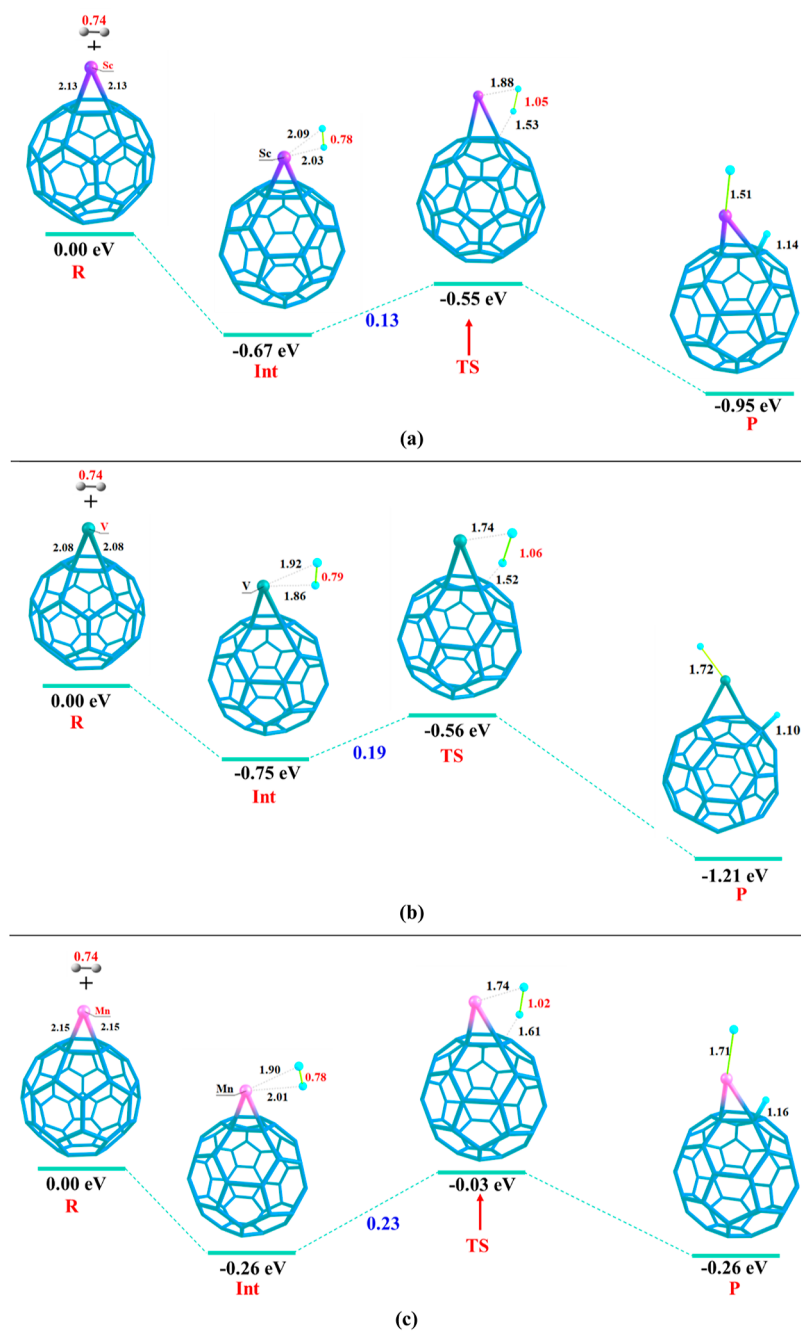 0.74
+
Sc
2.13 2.13
0.00 eV
R
2.09
0.78
Sc
2.03
-0.67 eV
Int
0.13
1.88
1.05
1.53
-0.55 eV
TS
1.51
1.14
-0.95 eV
P
(a)
0.74
+
V
2.08 2.08
0.00 eV
R
1.92
0.79
V
1.86
-0.75 eV
Int
0.19
1.74
1.06
1.52
-0.56 eV
TS
1.72
1.10
-1.21 eV
P
(b)
0.74
+
Mn
2.15 2.15
0.00 eV
R
1.90
0.78
Mn
2.01
-0.26 eV
Int
0.23
1.74
1.02
1.61
-0.03 eV
TS
1.71
1.16
-0.26 eV
P
(c)